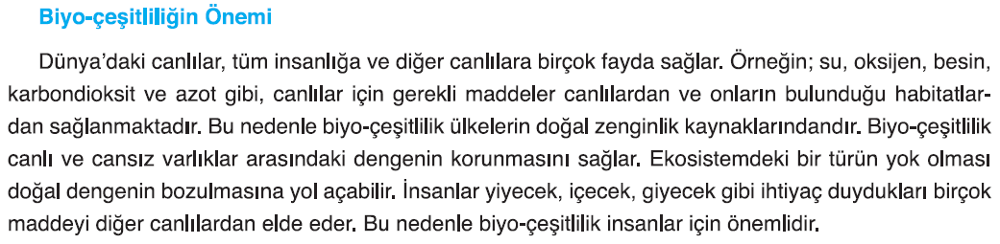 Biyo-çeşitliliğin Önemi
Dünya'daki canlılar, tüm insanlığa ve diğer canlılara birçok fayda sağlar. Örneğin; su, oksijen, besin,
karbondioksit ve azot gibi, canlılar için gerekli maddeler canlılardan ve onların bulunduğu habitatlar-
dan sağlanmaktadır. Bu nedenle biyo-çeşitlilik ülkelerin doğal zenginlik kaynaklarındandır. Biyo-çeşitlilik
canlı ve cansız varlıklar arasındaki dengenin korunmasını sağlar. Ekosistemdeki bir türün yok olması
doğal dengenin bozulmasına yol açabilir. İnsanlar yiyecek, içecek, giyecek gibi ihtiyaç duydukları birçok
maddeyi diğer canlılardan elde eder. Bu nedenle biyo-çeşitlilik insanlar için önemlidir.